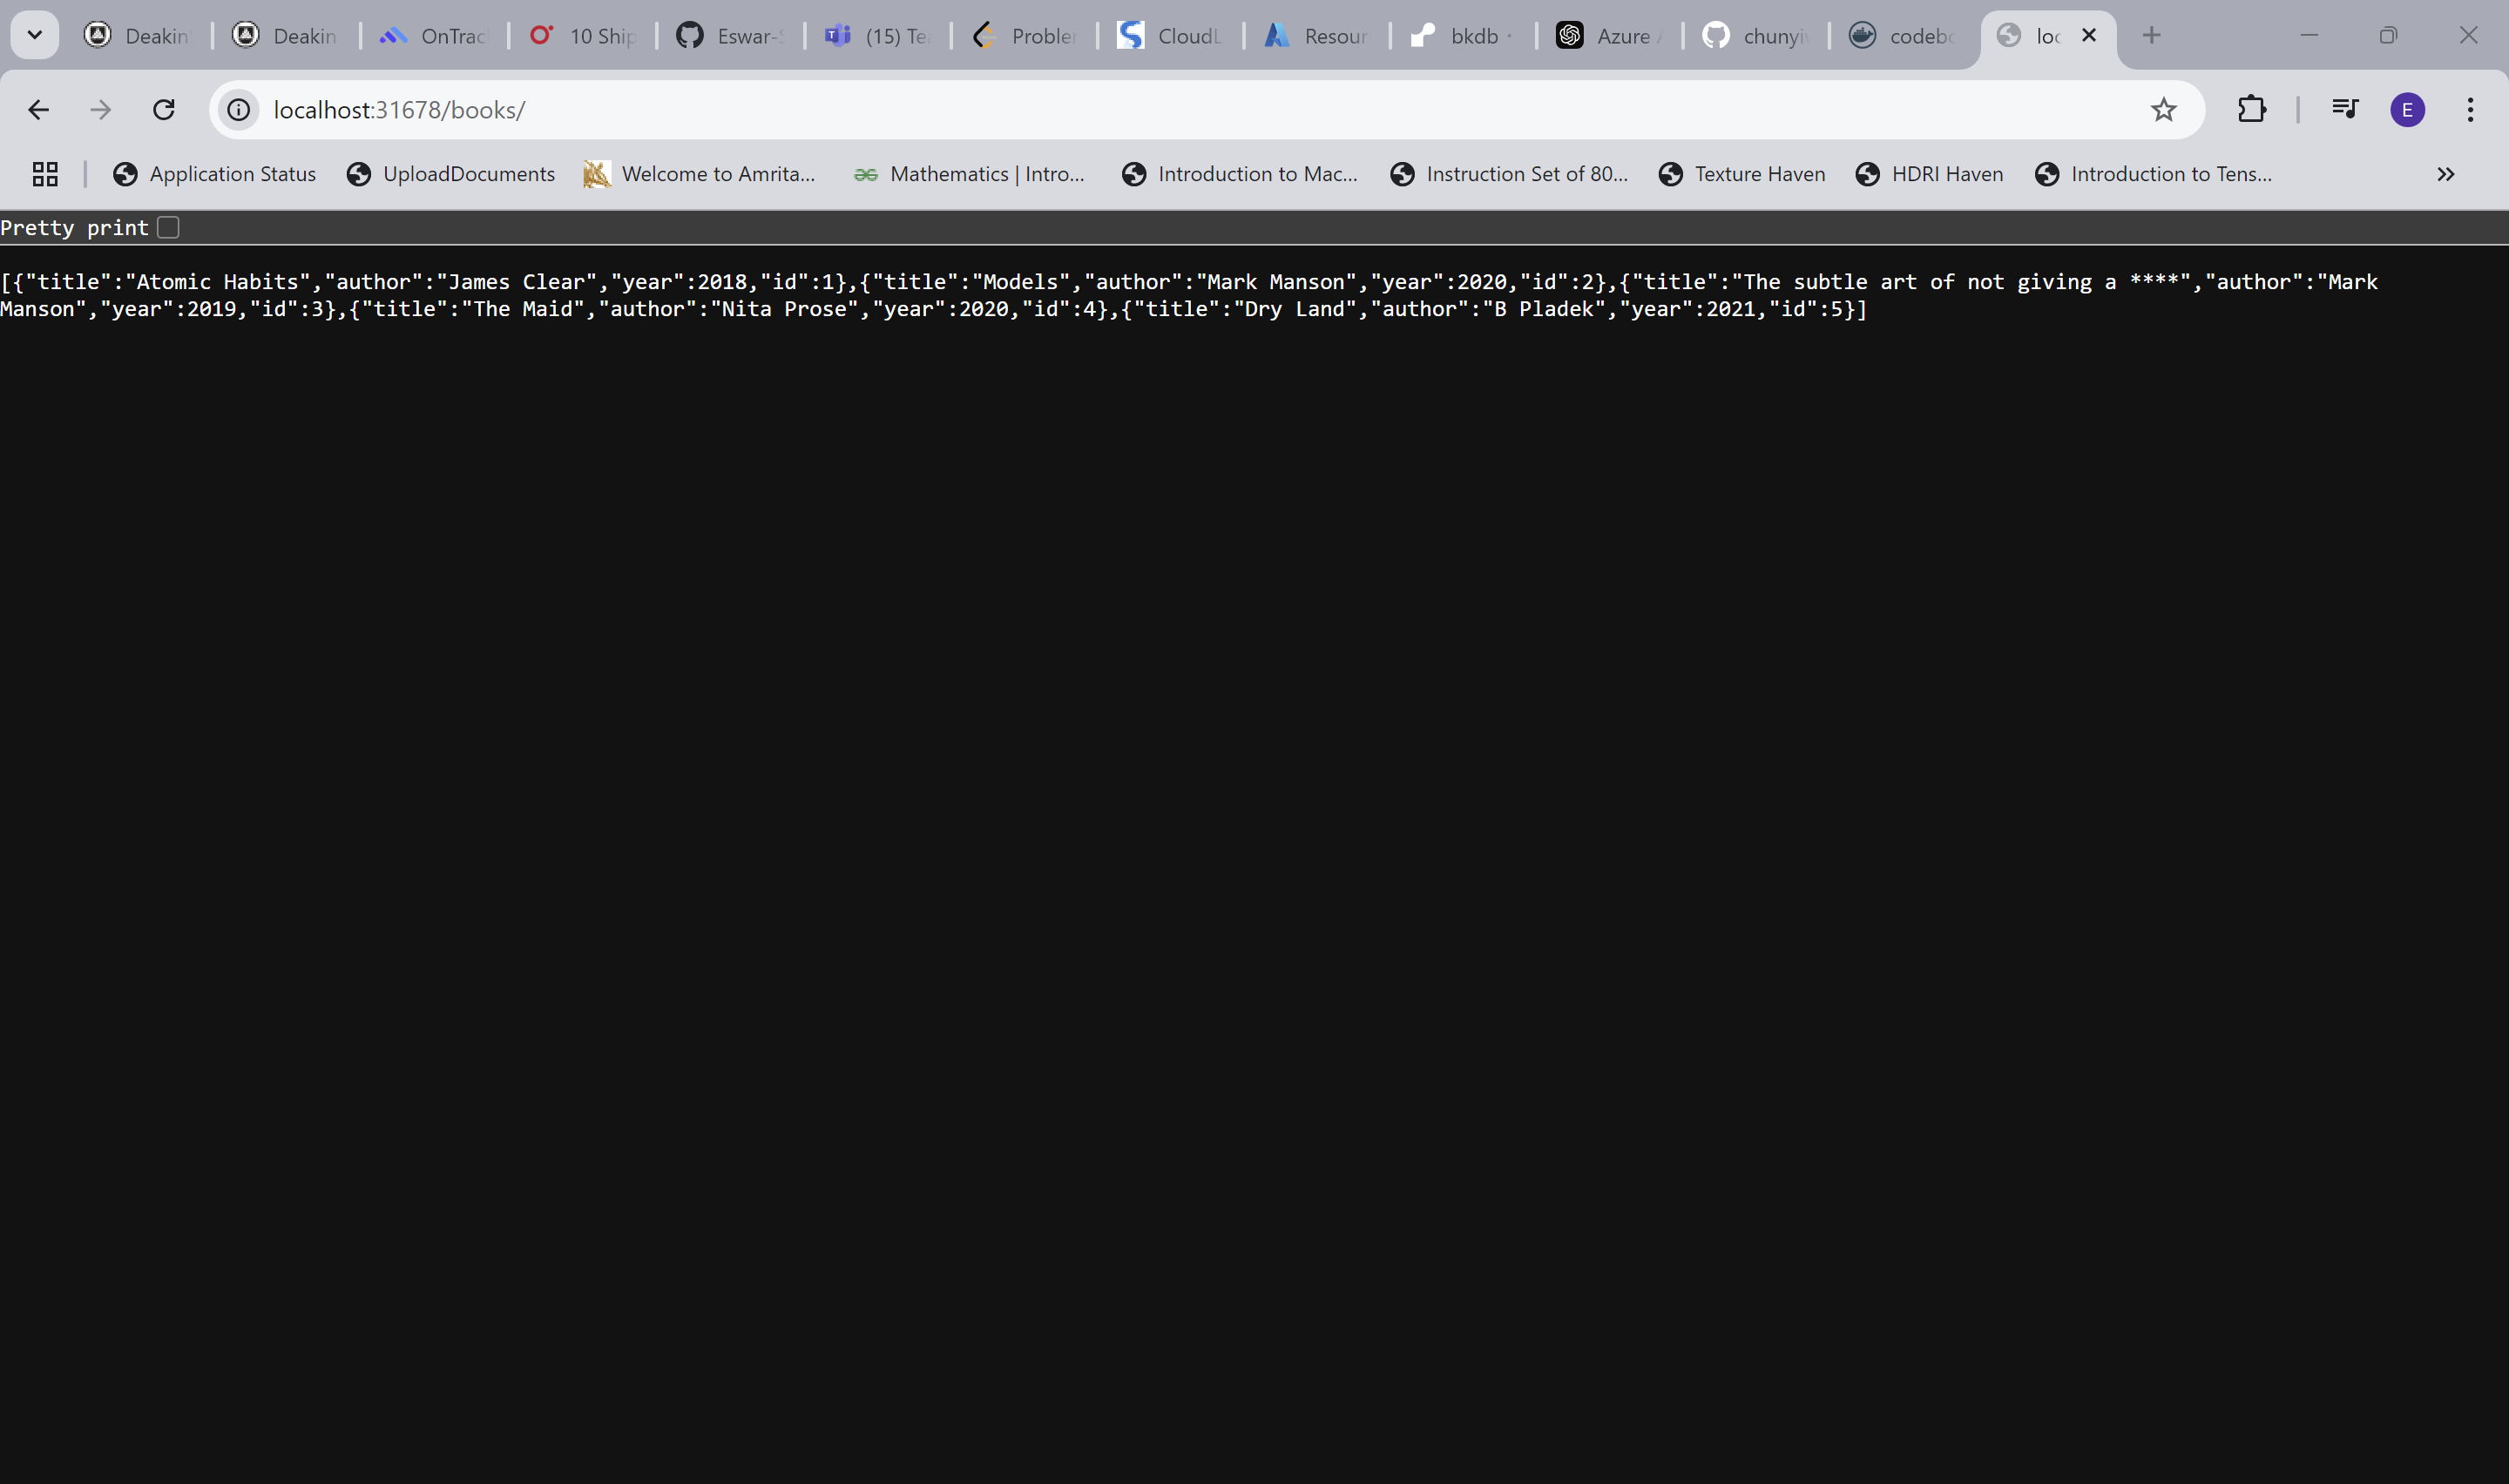 Deakin
Deakin
OnTrac
10 Ship
Eswar-S
(15) Te
Probler
CloudL
Resour
bkdb
Azure
chunyi
codebo
loc
localhost:31678/books/
E
Application Status
UploadDocuments
Welcome to Amrita...
Mathematics | Intro...
Introduction to Mac...
Instruction Set of 80...
Texture Haven
HDRI Haven
Introduction to Tens...
Pretty print
[{"title":"Atomic Habits","author":"James Clear","year":2018,"id":1},{"title":"Models","author":"Mark Manson","year":2020,"id":2},{"title":"The subtle art of not giving a ****","author":"Mark
Manson","year":2019,"id":3},{"title":"The Maid","author":"Nita Prose","year":2020,"id":4},{"title":"Dry Land","author":"B Pladek","year":2021,"id":5}]